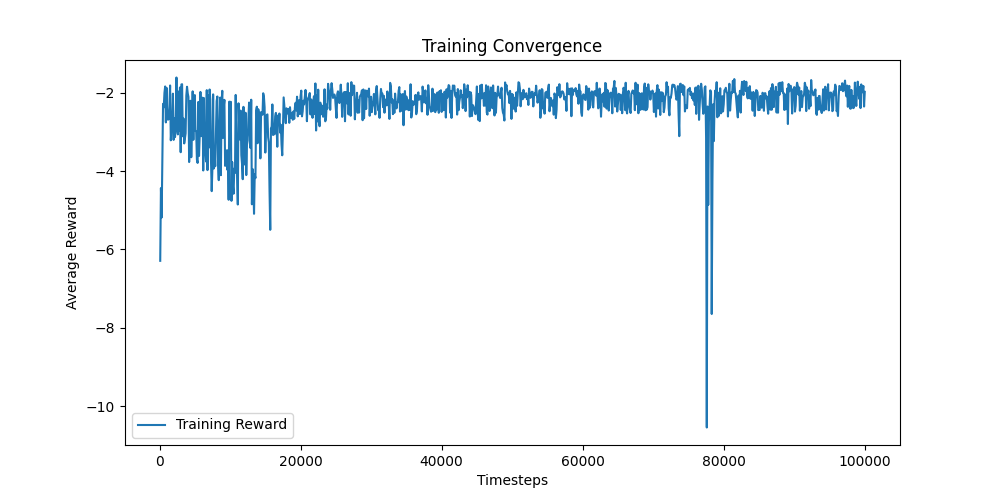 Training Convergence
Average Reward
−2
−4
−6
−8
−10
Training Reward
0 20000 40000 60000 80000 100000
Timesteps